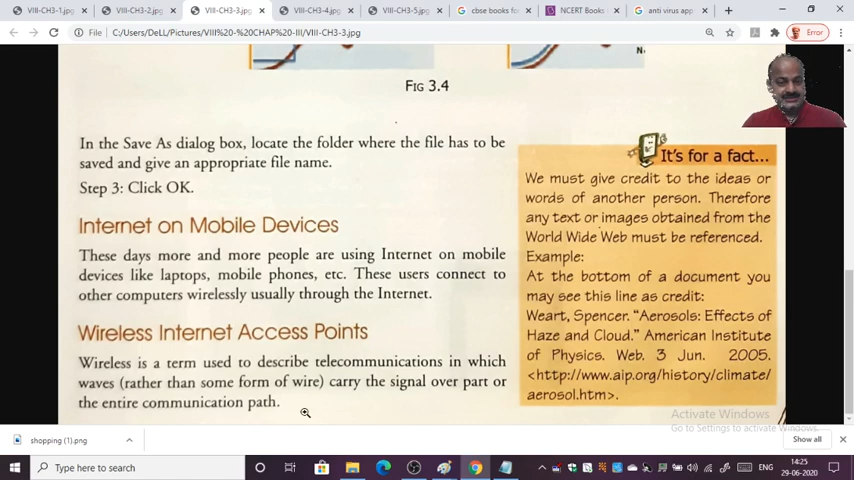 VIII-CH3-1.jpg
VIII-CH3-2.jpg
VIII-CH3-3.jpg
VIII-CH3-4.jpg
VIII-CH3-5.jpg
cbse books fo
NCERT Books
anti virus app
File
C:/Users/DeLL/Pictures/VIII%20-%20CHAP-III/VIII-CH3-3.jpg
Error
FIG 3.4
In the Save As dialog box, locate the folder where the file has to be
saved and give an appropriate file name.
Step 3: Click OK.
Internet on Mobile Devices
These days more and more people are using Internet on mobile
devices like laptops, mobile phones, etc. These users connect to
other computers wirelessly usually through the Internet.
Wireless Internet Access Points
Wireless is a term used to describe telecommunications in which
waves (rather than some form of wire) carry the signal over part or
the entire communication path.
It's for a fact...
We must give credit to the ideas or
words of another person. Therefore
any text or images obtained from the
World Wide Web must be referenced.
Example:
At the bottom of a document you
may see this line as credit:
Weart, Spencer. "Aerosols: Effects of
Haze and Cloud." American Institute
of Physics. Web. 3 Jun. 2005.
<http://www.aip.org/history/climate/
aerosol.htm>.
Activate Windows
Go to Settings to activate Windows.
shopping (1).png
Show all
Type here to search
ENG
14:25
29-06-2020